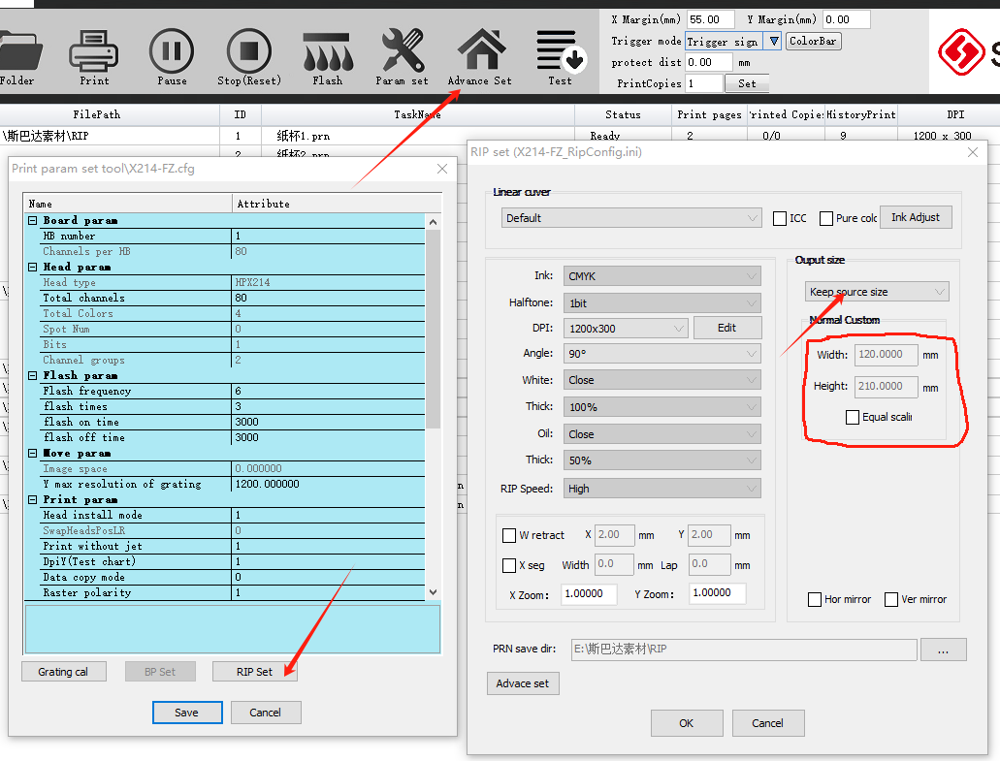 X Margin(mm) 55.00 Y Margin(mm) 0.00
Trigger mode Trigger sign ColorBar
protect dist 0.00 mm
PrintCopies 1 Set
Folder Print Pause Stop(Reset) Flash Param set Advance Set Test
S
FilePath ID TaskName Status Print pages rinted Copie HistoryPrint DPI
\斯巴达素材\RIP 1 纸杯1.prn Ready 2 0/0 9 1200 x 300
2 纸杯2.prn
Print param set tool\X214-FZ.cfg
Name Attribute
Board param
HB number 1
Channels per HB 80
Head param
Head type HPX214
Total channels 80
Total Colors 4
Spot Num 0
Bits 1
Channel groups 2
Flash param
Flash frequency 6
flash times 3
flash on time 3000
flash off time 3000
Move param
Image space 0.000000
Y max resolution of grating 1200.000000
Print param
Head install mode 1
SwapHeadsPosLR 0
Print without jet 1
DpiY(Test chart) 1
Data copy mode 0
Raster polarity 1
Grating cal BP Set RIP Set
Save Cancel
RIP set (X214-FZ_RipConfig.ini)
Linear cuver
Default ICC Pure colc Ink Adjust
Ink: CMYK
Halftone: 1bit
DPI: 1200x300 Edit
Angle: 90°
White: Close
Thick: 100%
Oil: Close
Thick: 50%
RIP Speed: High
W retract X 2.00 mm Y 2.00 mm
X seg Width 0.0 mm Lap 0.0 mm
X Zoom: 1.00000 Y Zoom: 1.00000
Ouput size
Keep source size
Normal Custom
Width: 120.0000 mm
Height: 210.0000 mm
Equal scalin
Hor mirror Ver mirror
PRN save dir: E:\斯巴达素材\RIP ...
Advace set
OK Cancel